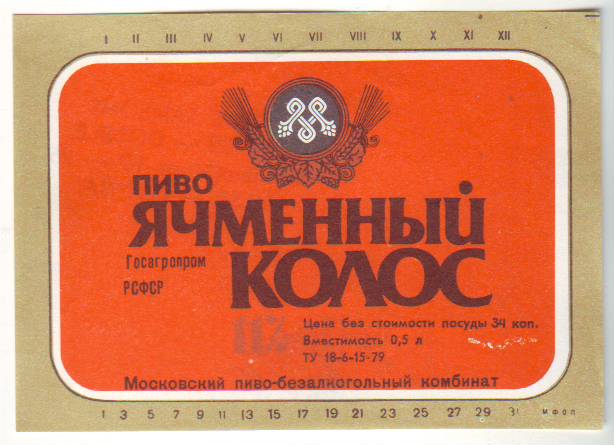 I II III IV V VI VII VIII IX X XI XII
ПИВО
ЯЧМЕННЫЙ
КОЛОС
Госагропром
РСФСР
11%
Цена без стоимости посуды 34 коп.
Вместимость 0,5 л
ТУ 18-6-15-79
Московский пиво-безалкогольный комбинат
1 3 5 7 9 11 13 15 17 19 21 23 25 27 29 31 МФОП